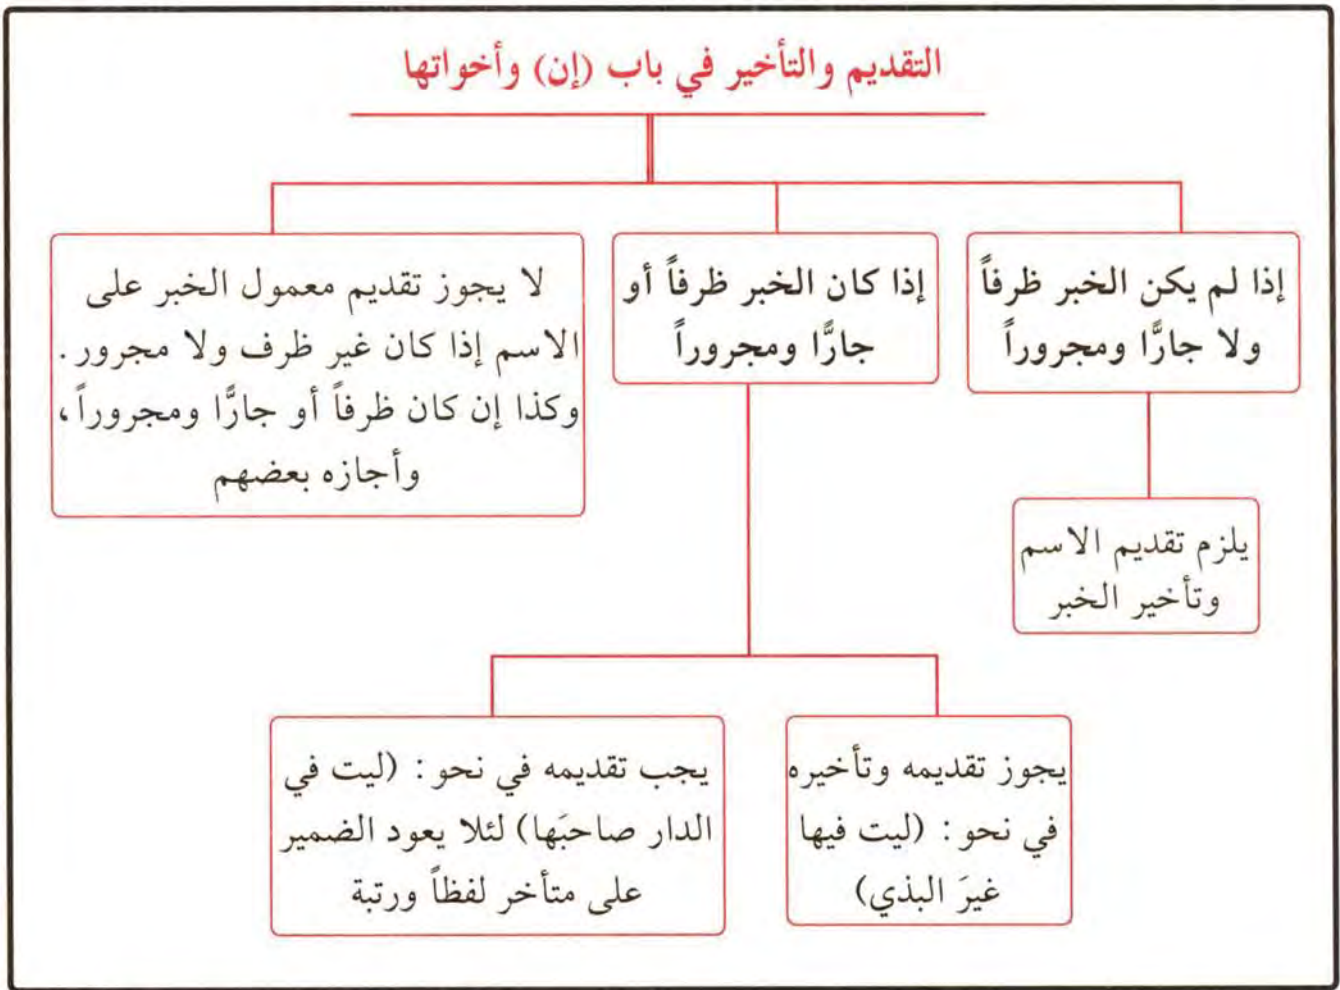 التقديم والتأخير في باب (إن) وأخواتها
إذا لم يكن الخبر ظرفاً
ولا جارًّا ومجروراً
إذا كان الخبر ظرفاً أو
جارًّا ومجروراً
لا يجوز تقديم معمول الخبر على
الاسم إذا كان غير ظرف ولا مجرور.
وكذا إن كان ظرفاً أو جارًّا ومجروراً،
وأجازه بعضهم
يلزم تقديم الاسم
وتأخير الخبر
يجوز تقديمه وتأخيره
في نحو: (ليت فيها
غيرَ البذي)
يجب تقديمه في نحو: (ليت في
الدار صاحبَها) لئلا يعود الضمير
على متأخر لفظاً ورتبة